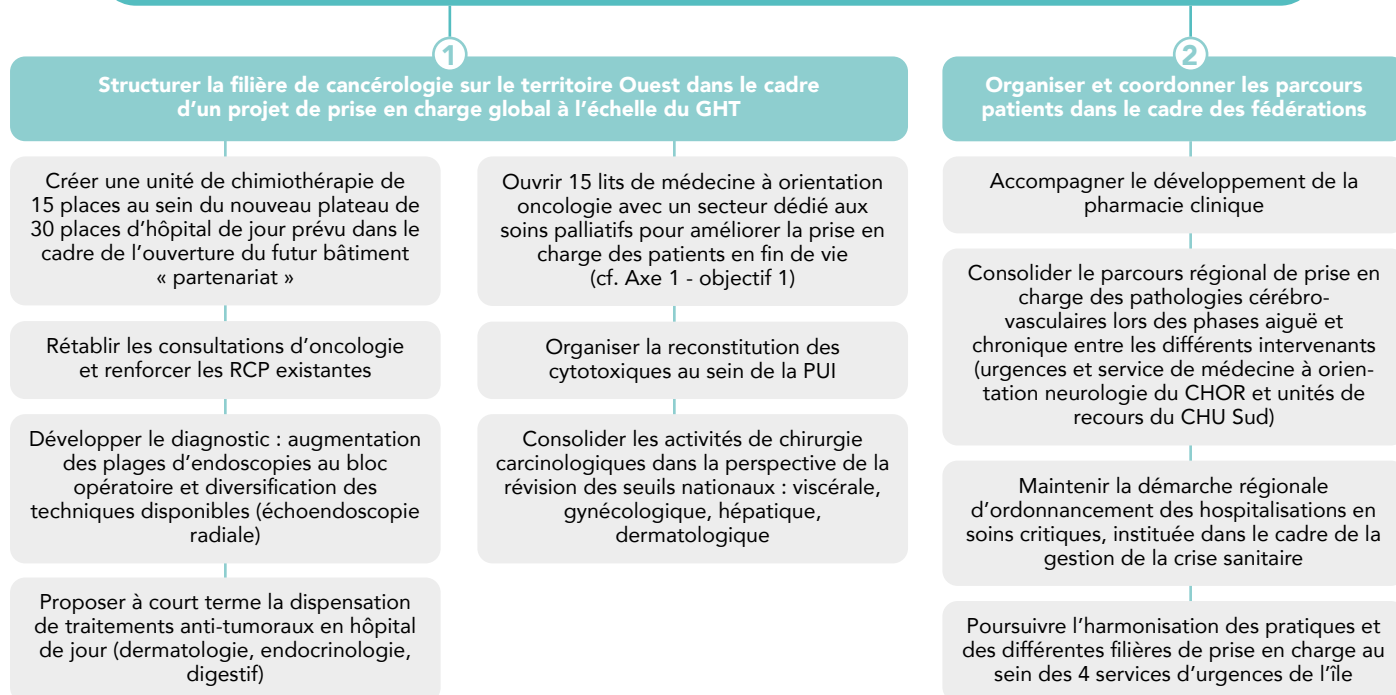 1
Structurer la filière de cancérologie sur le territoire Ouest dans le cadre
d'un projet de prise en charge global à l'échelle du GHT
Créer une unité de chimiothérapie de
15 places au sein du nouveau plateau de
30 places d'hôpital de jour prévu dans le
cadre de l'ouverture du futur bâtiment
« partenariat »
Rétablir les consultations d'oncologie
et renforcer les RCP existantes
Développer le diagnostic : augmentation
des plages d'endoscopies au bloc
opératoire et diversification des
techniques disponibles (échoendoscopie
radiale)
Proposer à court terme la dispensation
de traitements anti-tumoraux en hôpital
de jour (dermatologie, endocrinologie,
digestif)
Ouvrir 15 lits de médecine à orientation
oncologie avec un secteur dédié aux
soins palliatifs pour améliorer la prise en
charge des patients en fin de vie
(cf. Axe 1 - objectif 1)
Organiser la reconstitution des
cytotoxiques au sein de la PUI
Consolider les activités de chirurgie
carcinologiques dans la perspective de la
révision des seuils nationaux : viscérale,
gynécologique, hépatique,
dermatologique
2
Organiser et coordonner les parcours
patients dans le cadre des fédérations
Accompagner le développement de la
pharmacie clinique
Consolider le parcours régional de prise en
charge des pathologies cérébro-
vasculaires lors des phases aiguë et
chronique entre les différents intervenants
(urgences et service de médecine à orien-
tation neurologie du CHOR et unités de
recours du CHU Sud)
Maintenir la démarche régionale
d'ordonnancement des hospitalisations en
soins critiques, instituée dans le cadre de la
gestion de la crise sanitaire
Poursuivre l'harmonisation des pratiques et
des différentes filières de prise en charge au
sein des 4 services d'urgences de l'île